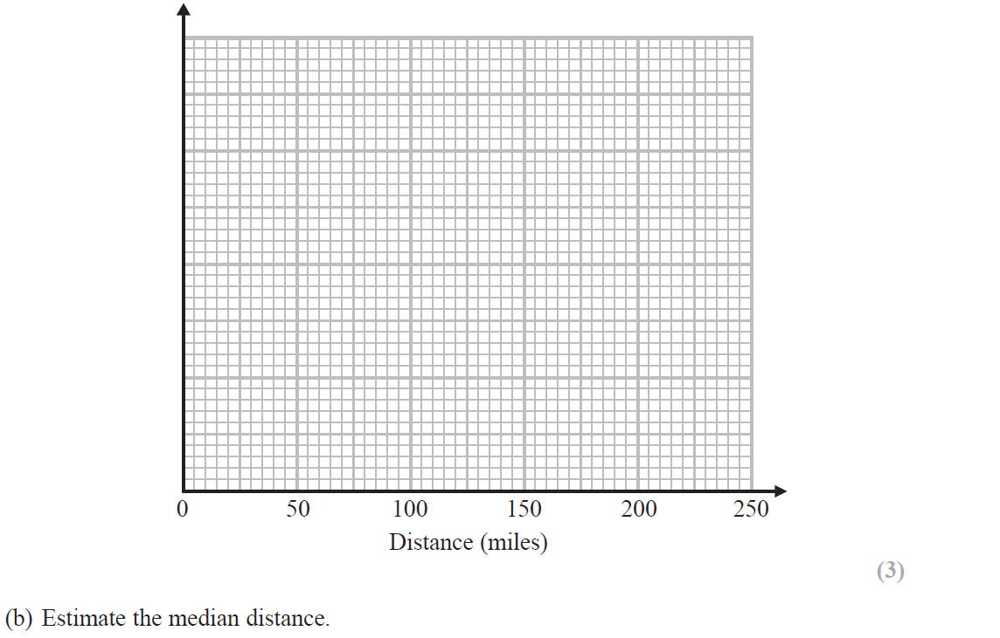 0 50 100 150 200 250
Distance (miles)
(3)
(b) Estimate the median distance.